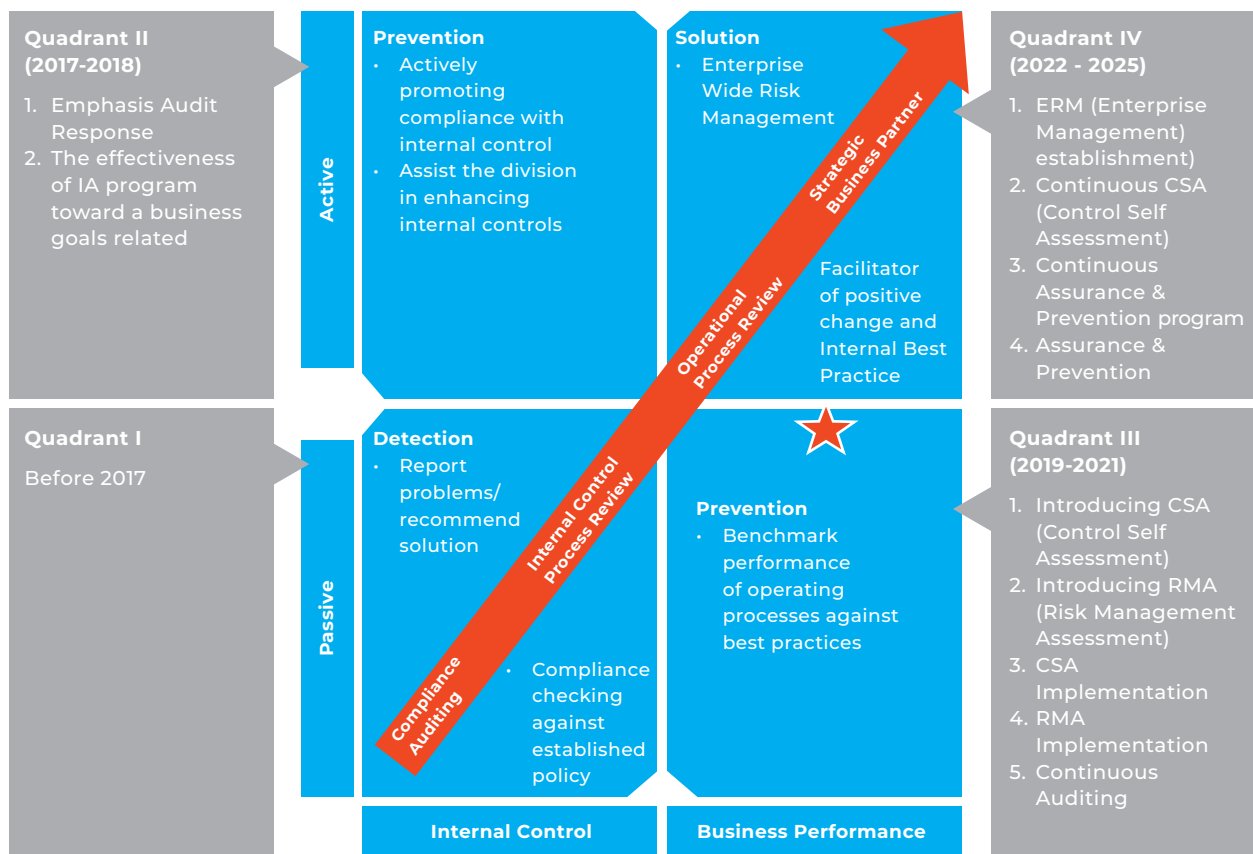 Quadrant II
(2017-2018)
1. Emphasis Audit
Response
2. The effectiveness
of IA program
toward a business
goals related
Active
Prevention
• Actively
promoting
compliance with
internal control
• Assist the division
in enhancing
internal controls
Solution
• Enterprise
Wide Risk
Management
Facilitator
of positive
change and
Internal Best
Practice
Quadrant IV
(2022 - 2025)
1. ERM (Enterprise
Management)
establishment)
2. Continuous CSA
(Control Self
Assessment)
3. Continuous
Assurance &
Prevention program
4. Assurance &
Prevention
Strategic
Business Partner
Operational
Process Review
Internal Control
Process Review
Compliance
Auditing
Quadrant I
Before 2017
Passive
Detection
• Report
problems/
recommend
solution
• Compliance
checking
against
established
policy
Prevention
• Benchmark
performance
of operating
processes against
best practices
Quadrant III
(2019-2021)
1. Introducing CSA
(Control Self
Assessment)
2. Introducing RMA
(Risk Management
Assessment)
3. CSA
Implementation
4. RMA
Implementation
5. Continuous
Auditing
Internal Control
Business Performance